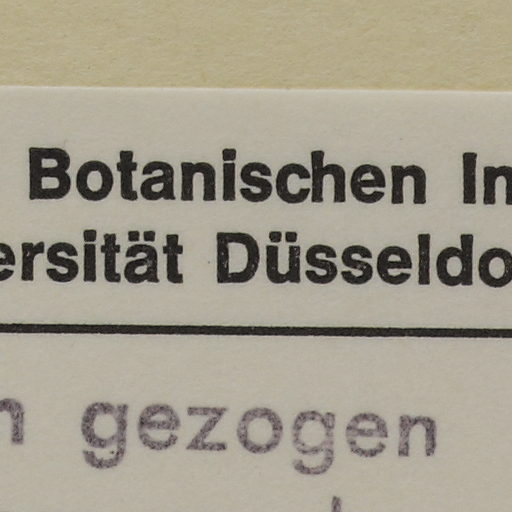 Botanischen In
ersität Düsseldo
n gezogen